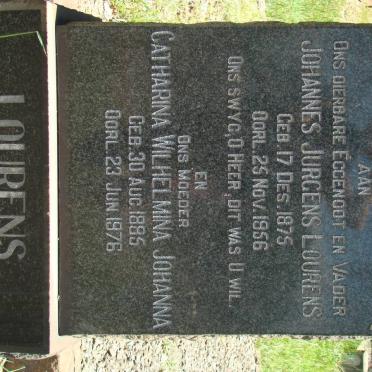 AAN
ONS DIERBARE EGGENOOT EN VADER
JOHANNES JURGENS LOURENS
GEB. 17 DES. 1875
OORL. 25 NOV. 1956
ONS SWYG, O HEER, DIT WAS U WIL.
EN
ONS MOEDER
CATHARINA WILHELMINA JOHANNA
GEB. 30 AUG. 1885
OORL. 23 JUN. 1976
LOURENS